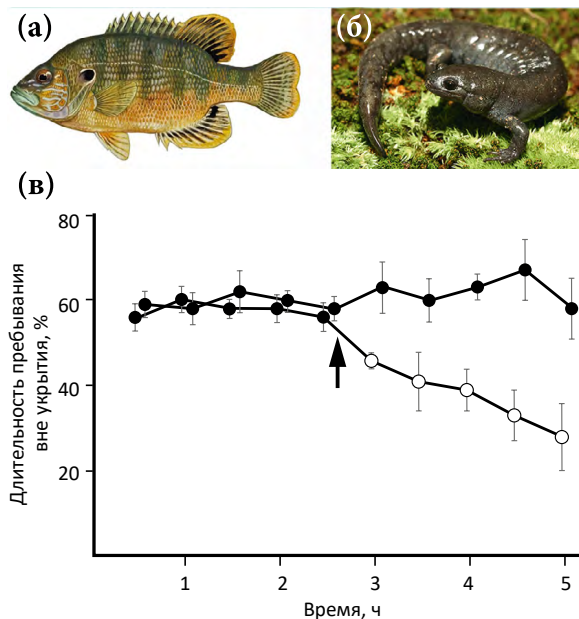 (а)
(б)
(в)
Длительность пребывания
вне укрытия, %
80
60
40
20
1
2
3
4
5
Время, ч